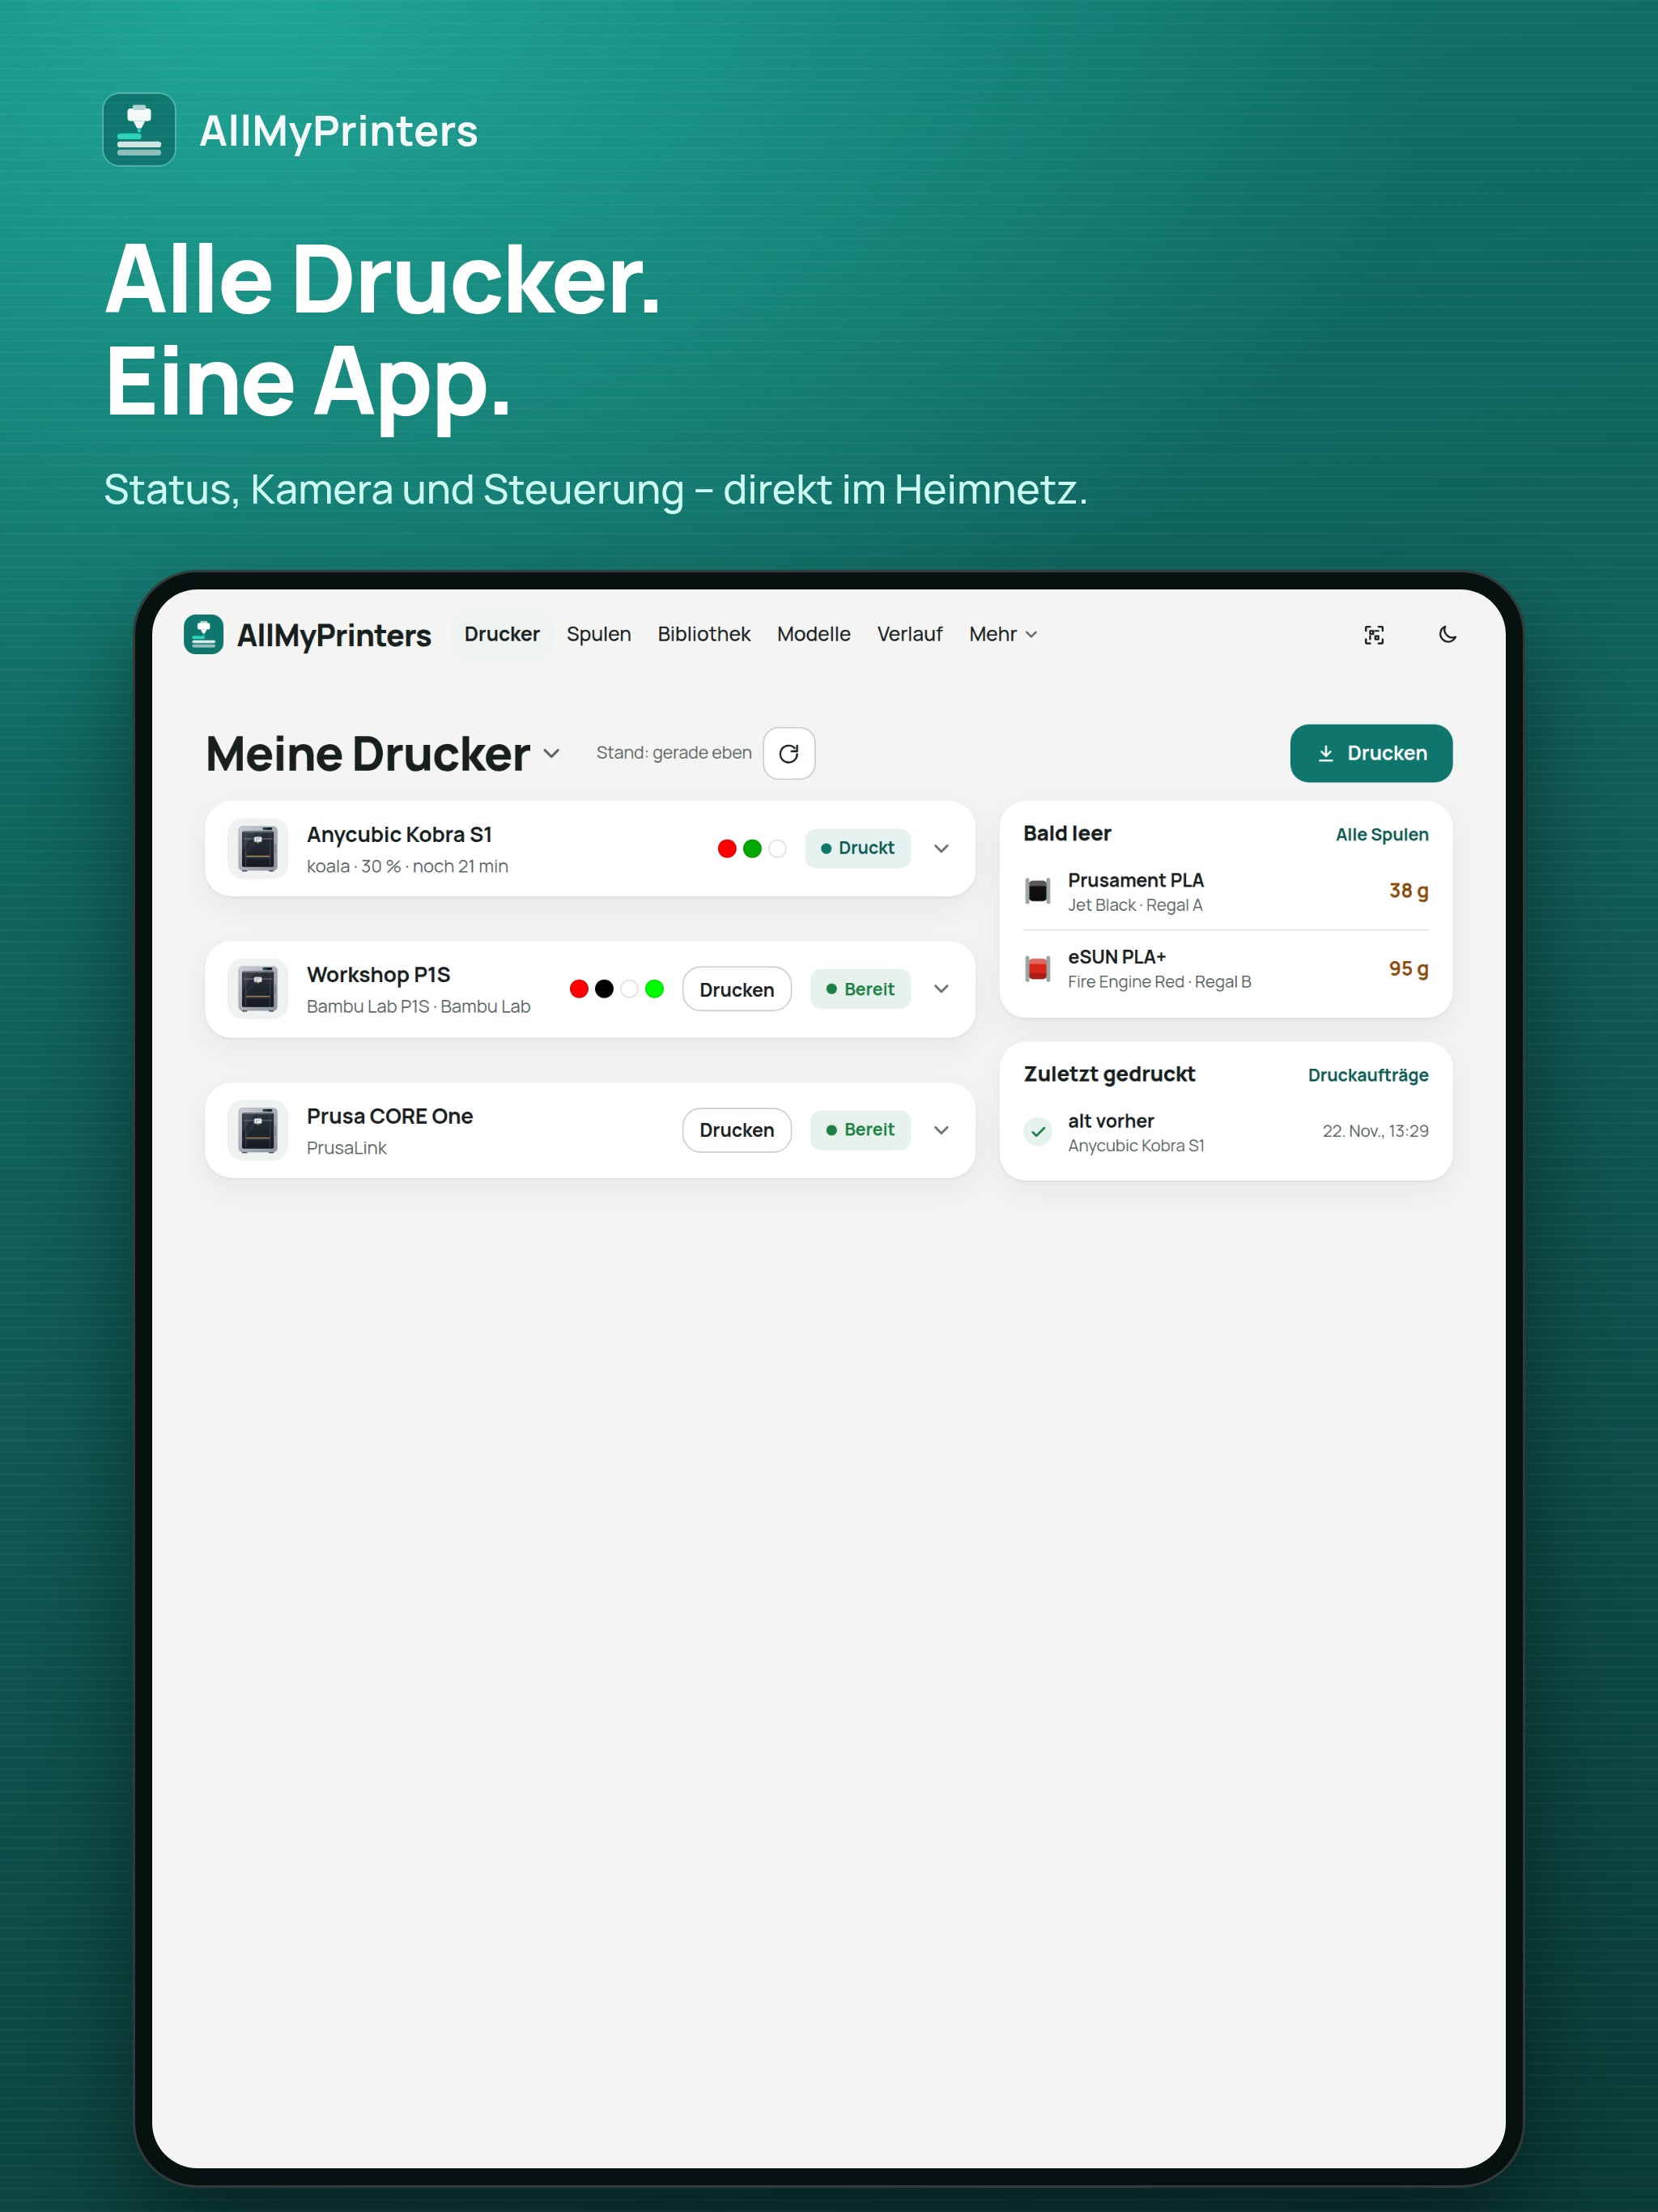 AllMyPrinters
Alle Drucker.
Eine App.
Status, Kamera und Steuerung – direkt im Heimnetz.
AllMyPrinters Drucker Spulen Bibliothek Modelle Verlauf Mehr
Meine Drucker Stand: gerade eben Drucken
Anycubic Kobra S1
koala · 30 % · noch 21 min
Druckt
Workshop P1S
Bambu Lab P1S · Bambu Lab
Drucken Bereit
Prusa CORE One
PrusaLink
Drucken Bereit
Bald leer Alle Spulen
Prusament PLA
Jet Black · Regal A
38 g
eSUN PLA+
Fire Engine Red · Regal B
95 g
Zuletzt gedruckt Druckaufträge
alt vorher
Anycubic Kobra S1
22. Nov., 13:29